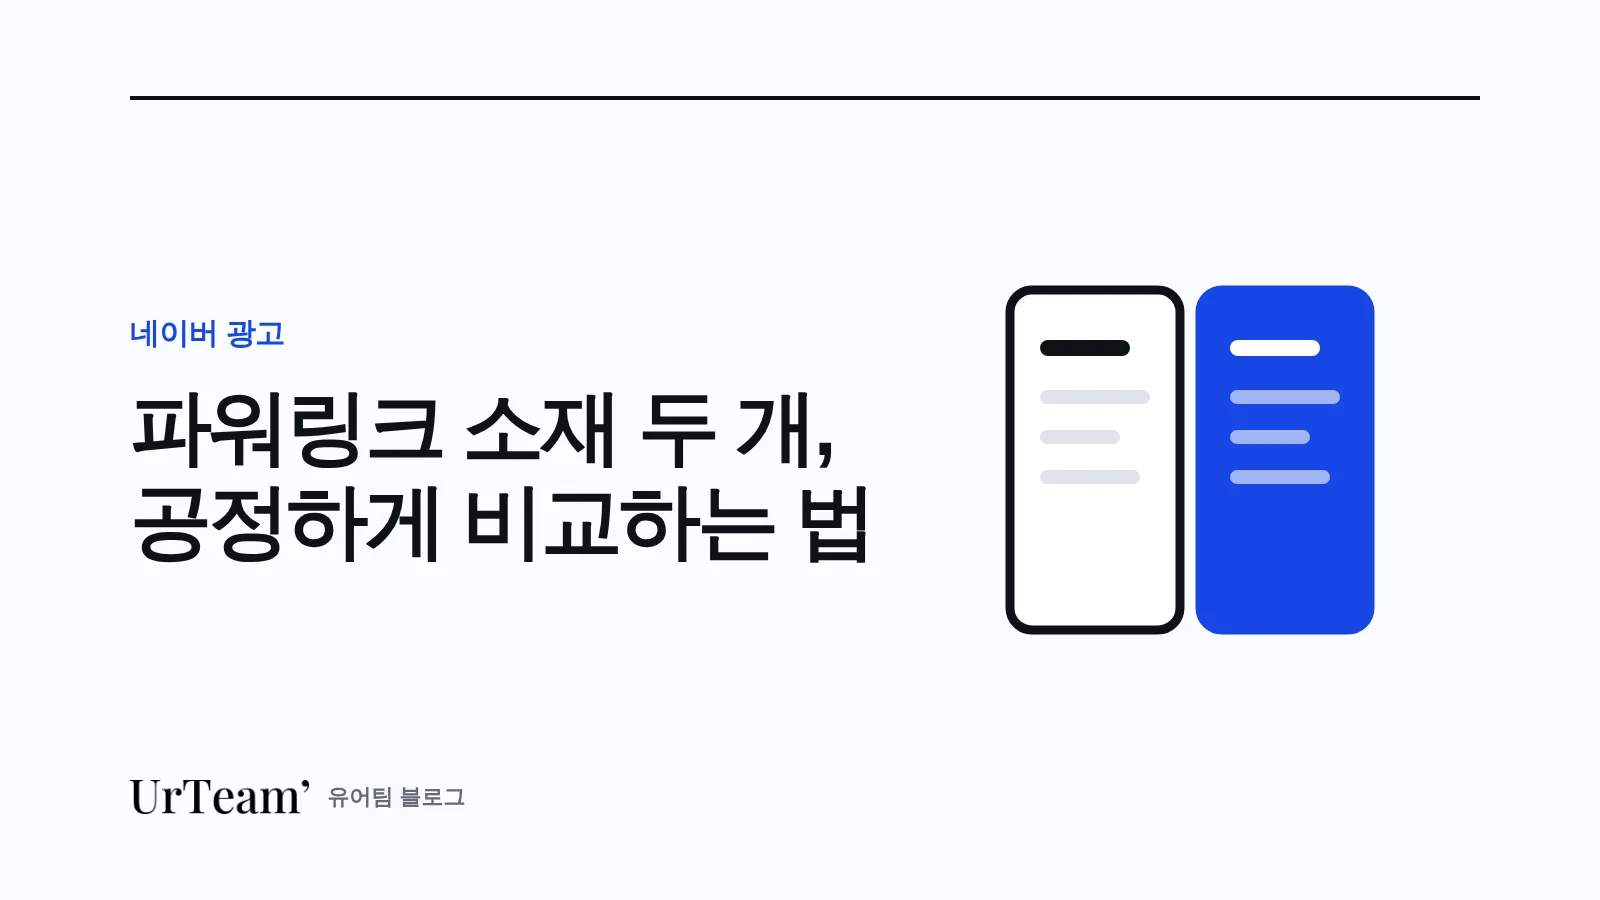 네이버 광고
파워링크 소재 두 개,
공정하게 비교하는 법
UrTeam’ 유어팀 블로그